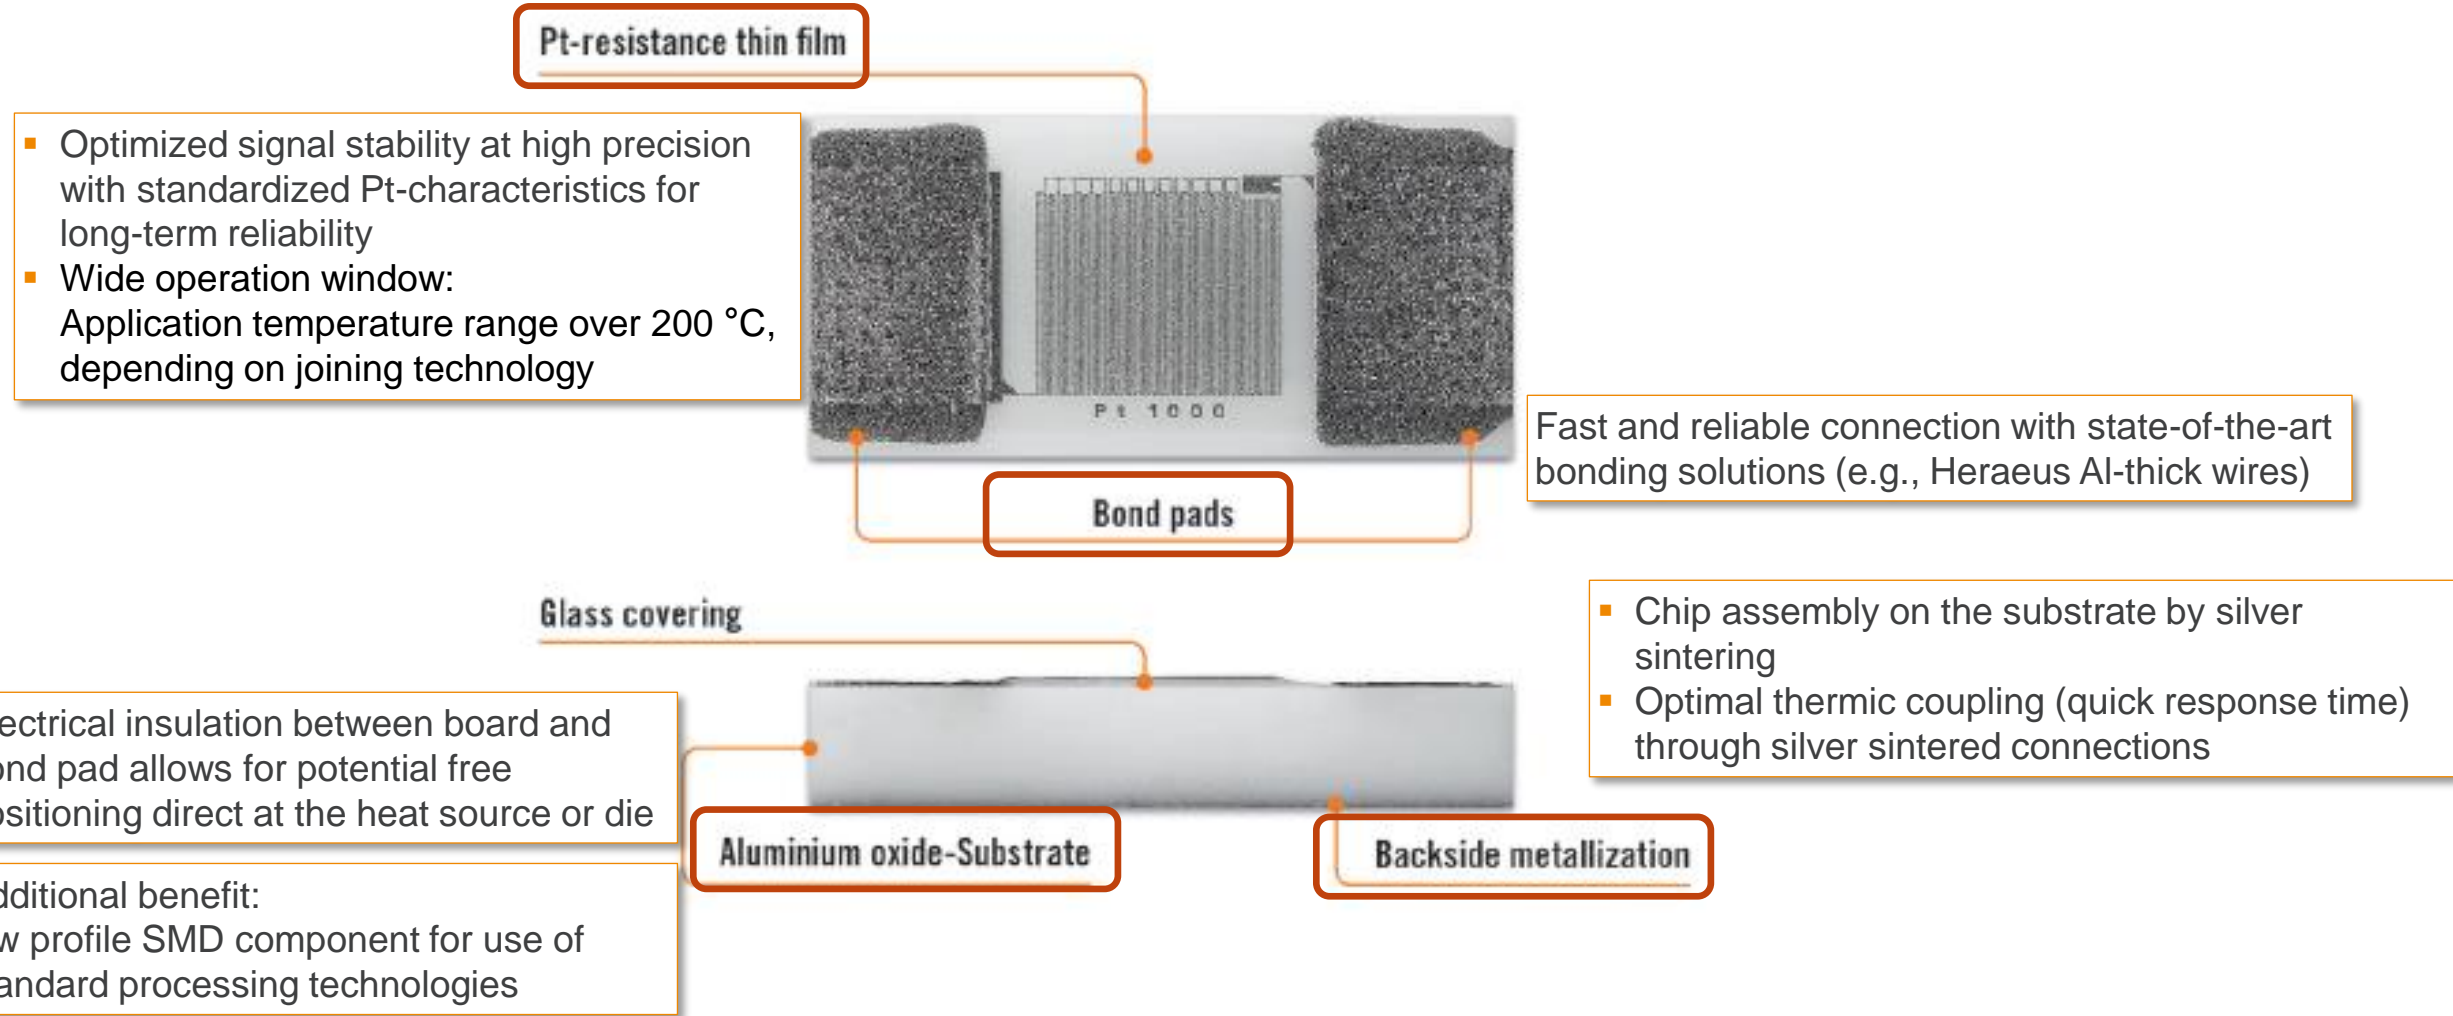 Pt-resistance thin film
Optimized signal stability at high precision
with standardized Pt-characteristics for
long-term reliability
Wide operation window:
Application temperature range over 200 °C,
depending on joining technology
Pt 1000
Fast and reliable connection with state-of-the-art
bonding solutions (e.g., Heraeus Al-thick wires)
Bond pads
Glass covering
Chip assembly on the substrate by silver
sintering
Optimal thermic coupling (quick response time)
through silver sintered connections
ectrical insulation between board and
ond pad allows for potential free
ositioning direct at the heat source or die
Aluminium oxide-Substrate
Backside metallization
dditional benefit:
w profile SMD component for use of
andard processing technologies